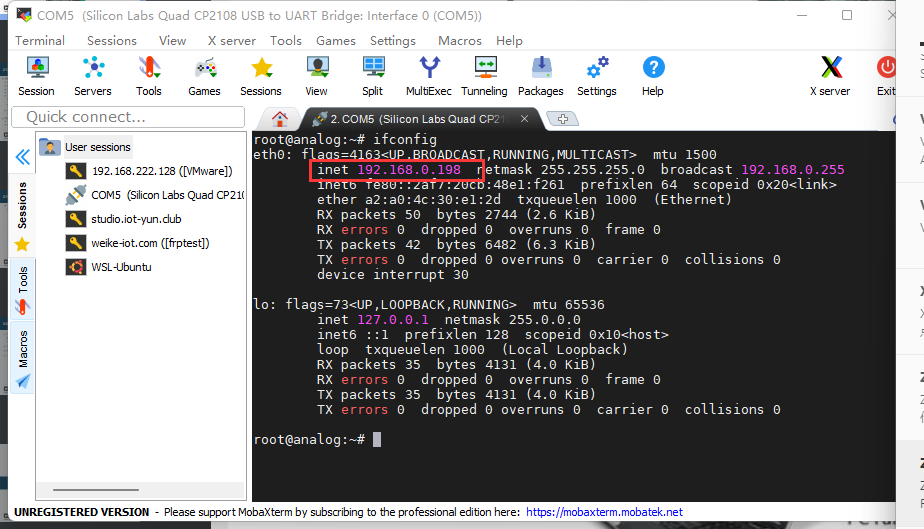 COM5 (Silicon Labs Quad CP2108 USB to UART Bridge: Interface 0 (COM5))
Terminal Sessions View X server Tools Games Settings Macros Help
Session Servers Tools Games Sessions View Split MultiExec Tunneling Packages Settings Help X server Exit
Quick connect...
2. COM5 (Silicon Labs Quad CP21
User sessions
192.168.222.128 ([VMware])
COM5 (Silicon Labs Quad CP210
studio.iot-yun.club
weike-iot.com ([frptest])
WSL-Ubuntu
Sessions
Tools
Macros
root@analog:~# ifconfig
eth0: flags=4163<UP,BROADCAST,RUNNING,MULTICAST> mtu 1500
inet 192.168.0.198 netmask 255.255.255.0 broadcast 192.168.0.255
inet6 fe80::2af7:20cb:48e1:f261 prefixlen 64 scopeid 0x20<link>
ether a2:a0:4c:30:e1:2d txqueuelen 1000 (Ethernet)
RX packets 50 bytes 2744 (2.6 KiB)
RX errors 0 dropped 0 overruns 0 frame 0
TX packets 42 bytes 6482 (6.3 KiB)
TX errors 0 dropped 0 overruns 0 carrier 0 collisions 0
device interrupt 30
lo: flags=73<UP,LOOPBACK,RUNNING> mtu 65536
inet 127.0.0.1 netmask 255.0.0.0
inet6 ::1 prefixlen 128 scopeid 0x10<host>
loop txqueuelen 1000 (Local Loopback)
RX packets 35 bytes 4131 (4.0 KiB)
RX errors 0 dropped 0 overruns 0 frame 0
TX packets 35 bytes 4131 (4.0 KiB)
TX errors 0 dropped 0 overruns 0 carrier 0 collisions 0
root@analog:~#
UNREGISTERED VERSION - Please support MobaXterm by subscribing to the professional edition here: https://mobaxterm.mobatek.net